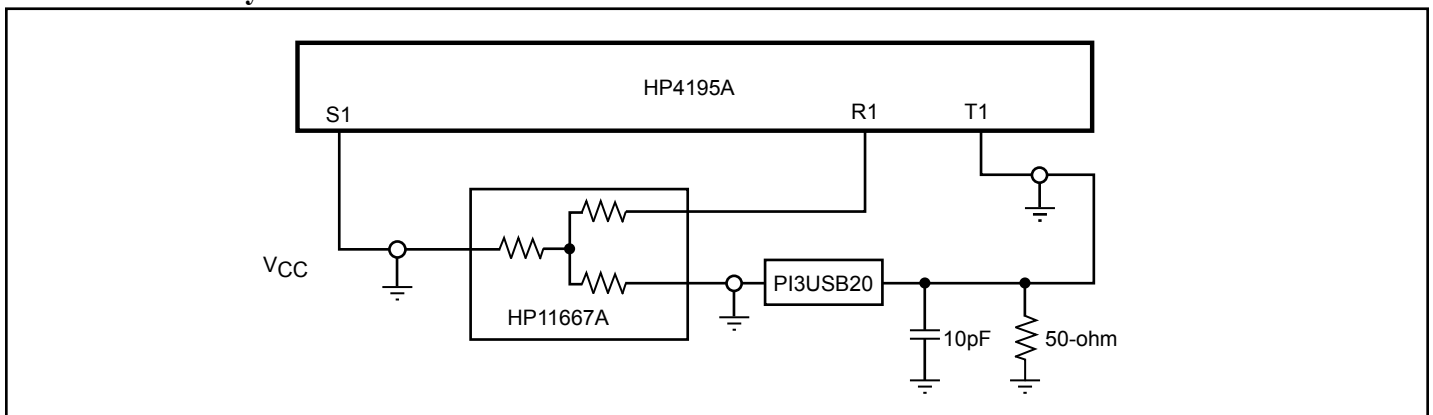 HP4195A
S1
R1
T1
VCC
HP11667A
PI3USB20
10pF
50-ohm